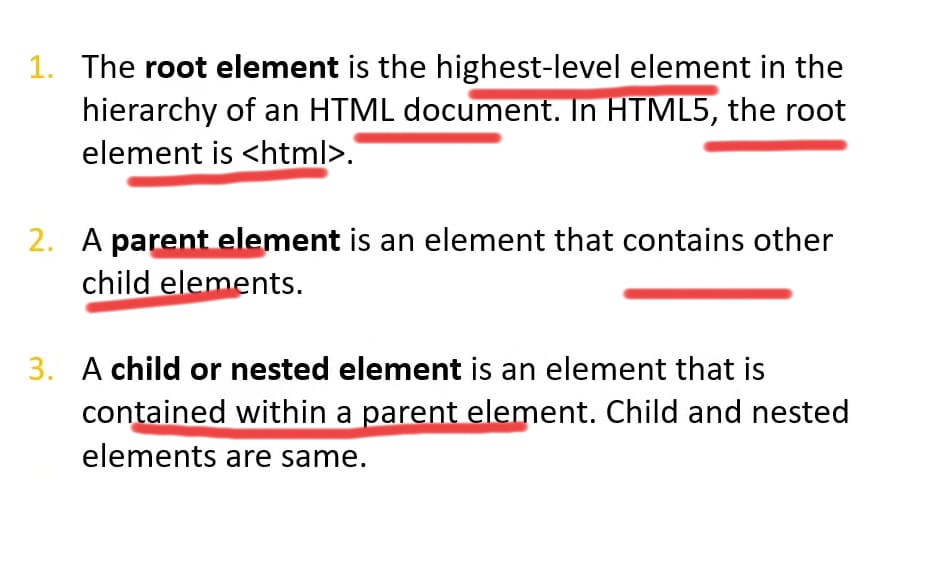 1. The root element is the highest-level element in the
hierarchy of an HTML document. In HTML5, the root
element is <html>.
2. A parent element is an element that contains other
child elements.
3. A child or nested element is an element that is
contained within a parent element. Child and nested
elements are same.